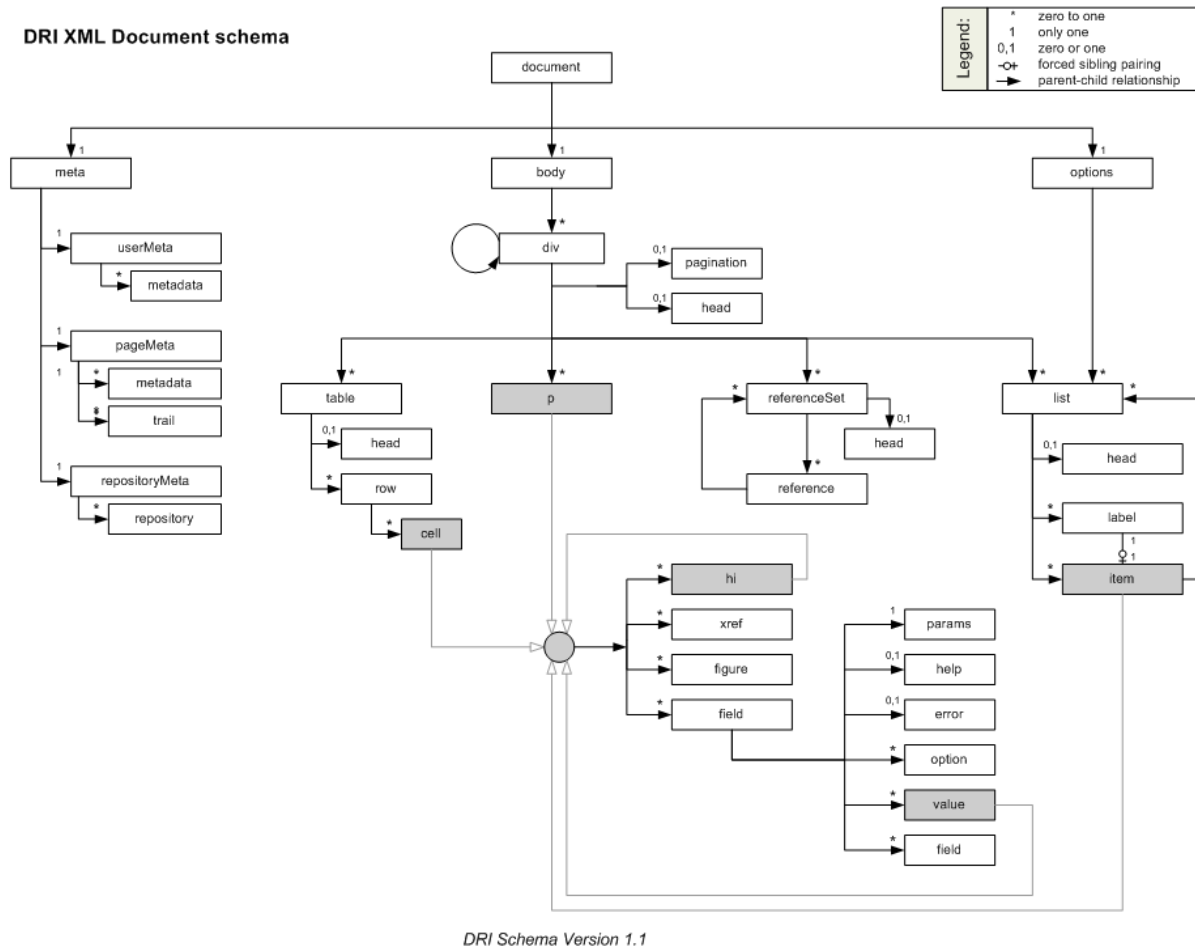 DRI XML Document schema
Legend:
* zero to one
1 only one
0,1 zero or one
forced sibling pairing
parent-child relationship
document
1
1
1
meta
body
options
*
1
userMeta
div
*
metadata
0,1
pagination
0,1
head
1
pageMeta
1
*
metadata
*
trail
*
table
*
p
*
*
referenceSet
*
*
*
list
0,1
head
0,1
head
0,1
head
1
repositoryMeta
*
row
*
reference
*
repository
*
cell
*
label
1
1
*
hi
*
item
*
xref
1
params
*
figure
0,1
help
*
field
0,1
error
*
option
*
value
*
field
DRI Schema Version 1.1